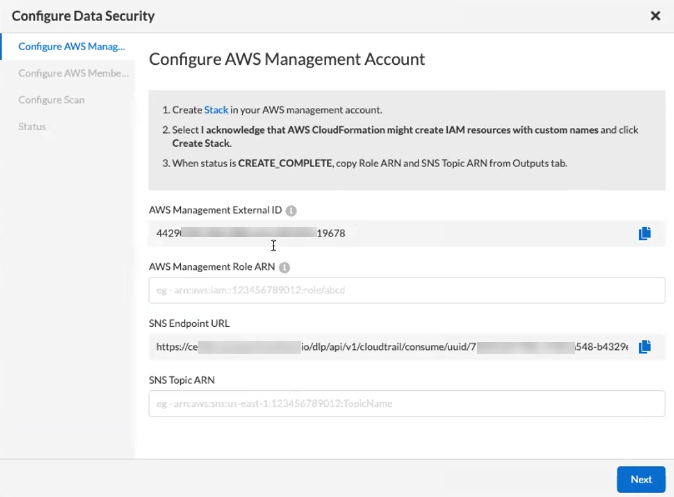 Configure Data Security
Configure AWS Manag...
Configure AWS Membe...
Configure Scan
Status
Configure AWS Management Account
1. Create Stack in your AWS management account.
2. Select I acknowledge that AWS CloudFormation might create IAM resources with custom names and click
Create Stack.
3. When status is CREATE_COMPLETE, copy Role ARN and SNS Topic ARN from Outputs tab.
AWS Management External ID
4429 19678
AWS Management Role ARN
eg - arn:aws:iam::123456789012:role/abcd
SNS Endpoint URL
https://ce io/dlp/api/v1/cloudtrail/consume/uuid/7 548-b4329e
SNS Topic ARN
eg - arn:aws:sns:us-east-1:123456789012:TopicName
Next